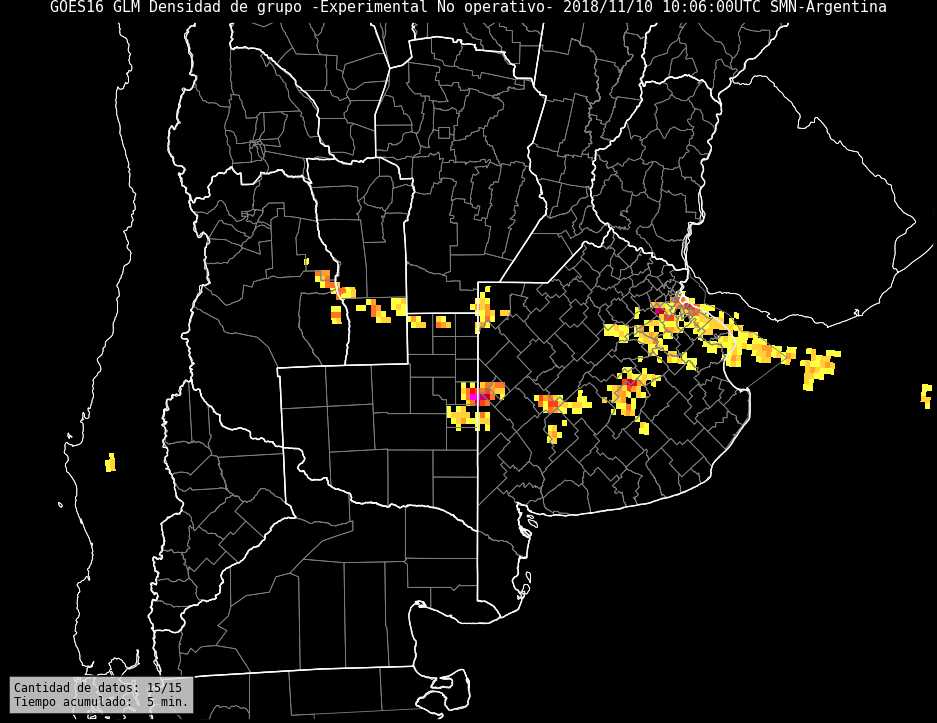 GOES16 GLM Densidad de grupo -Experimental No operativo- 2018/11/10 10:06:00UTC SMN-Argentina
Cantidad de datos: 15/15
Tiempo acumulado:  5 min.